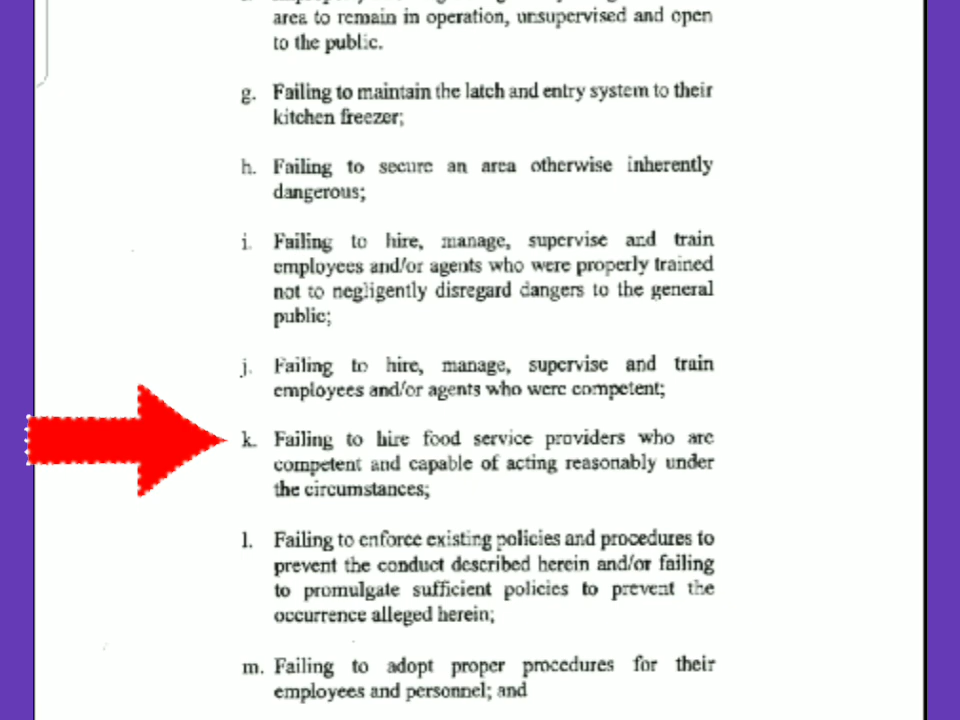 area to remain in operation, unsupervised and open
to the public.
g. Failing to maintain the latch and entry system to their
kitchen freezer;
h. Failing to secure an area otherwise inherently
dangerous;
i. Failing to hire, manage, supervise and train
employees and/or agents who were properly trained
not to negligently disregard dangers to the general
public;
j. Failing to hire, manage, supervise and train
employees and/or agents who were competent;
k. Failing to hire food service providers who are
competent and capable of acting reasonably under
the circumstances;
l. Failing to enforce existing policies and procedures to
prevent the conduct described herein and/or failing
to promulgate sufficient policies to prevent the
occurrence alleged herein;
m. Failing to adopt proper procedures for their
employees and personnel; and